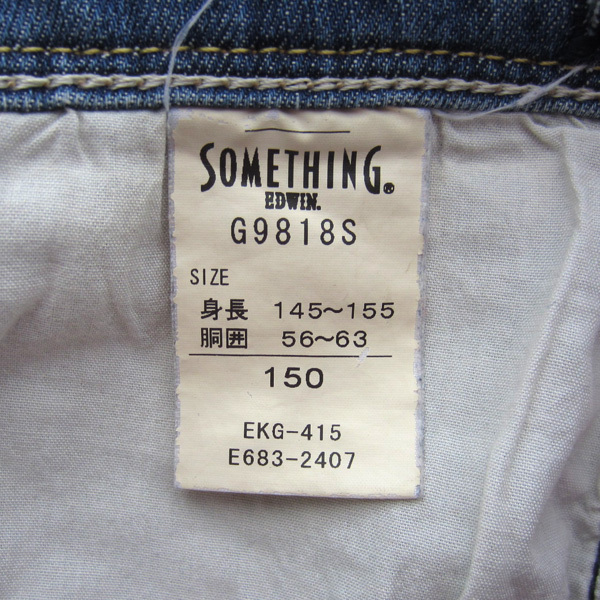 SOMETHING®
EDWIN.
G9818S
SIZE
身長 145～155
胴囲 56～63
150
EKG-415
E683-2407